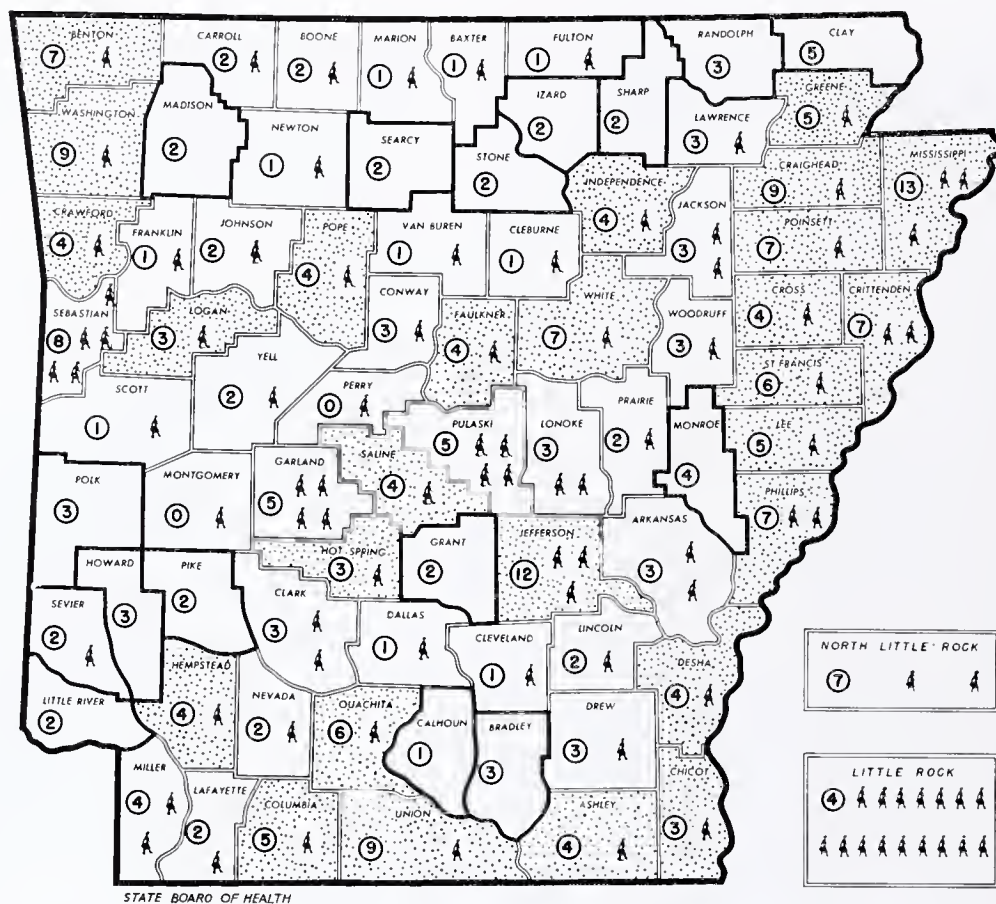 BENTON
7
CARROLL
2
BOONE
2
MARION
1
BAXTER
1
FULTON
1
RANDOLPH
3
CLAY
5
WASHINGTON
9
MADISON
2
NEWTON
1
SEARCY
2
STONE
2
IZARD
2
SHARP
2
LAWRENCE
3
GREENE
5
CRAIGHEAD
9
MISSISSIPPI
13
CRAWFORD
4
FRANKLIN
1
JOHNSON
2
POPE
4
VAN BUREN
1
CLEBURNE
1
INDEPENDENCE
4
JACKSON
3
POINSETT
7
SEBASTIAN
8
LOGAN
3
CONWAY
3
FAULKNER
4
WHITE
7
WOODRUFF
3
CROSS
4
CRITTENDEN
7
SCOTT
1
YELL
2
PERRY
0
PULASKI
5
LONOKE
3
PRAIRIE
2
MONROE
4
ST FRANCIS
6
LEE
5
POLK
3
MONTGOMERY
0
GARLAND
5
SALINE
4
PHILLIPS
7
HOT SPRING
3
GRANT
2
JEFFERSON
12
ARKANSAS
3
HOWARD
3
PIKE
2
CLARK
3
DALLAS
1
CLEVELAND
1
LINCOLN
2
SEVIER
2
HEMPSTEAD
4
NEVADA
2
OUACHITA
6
CALHOUN
1
BRADLEY
3
DREW
3
DESHA
4
LITTLE RIVER
2
MILLER
4
LAFAYETTE
2
COLUMBIA
5
UNION
9
ASHLEY
4
CHICOT
3
NORTH LITTLE ROCK
7
LITTLE ROCK
4
STATE BOARD OF HEALTH